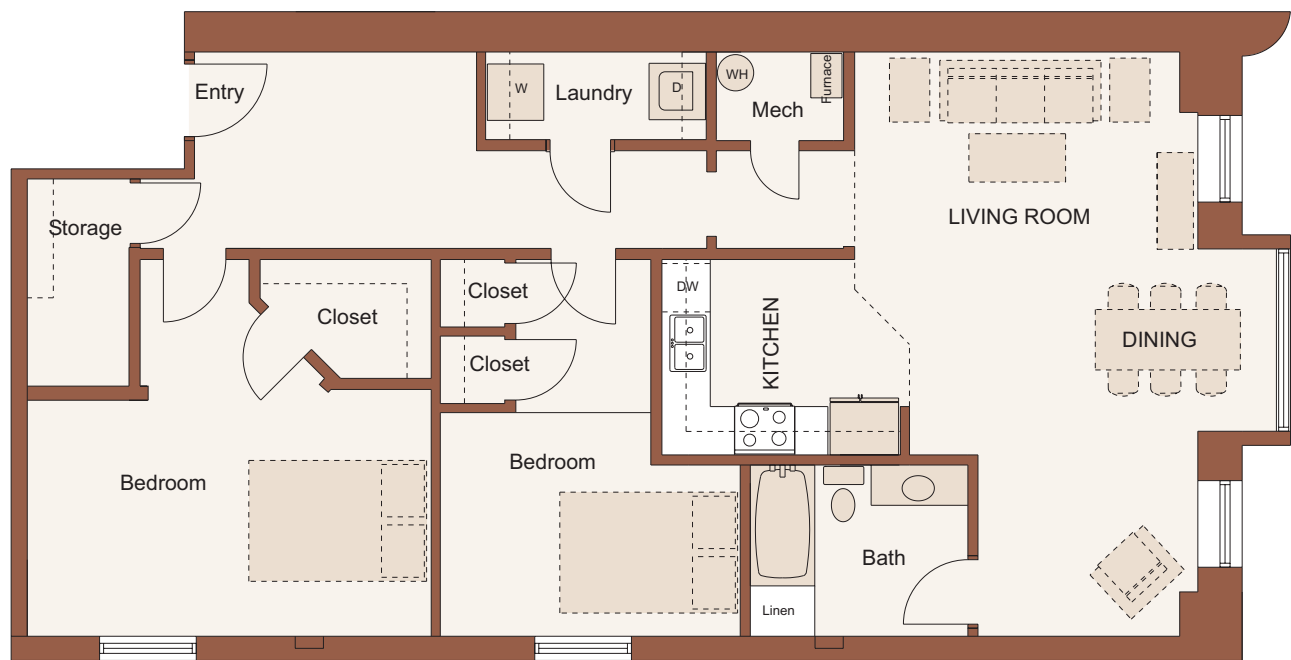 Entry
W
Laundry
D
WH
Mech
Furnace
Storage
LIVING ROOM
Closet
Closet
Closet
DW
KITCHEN
DINING
Bedroom
Bedroom
Bath
Linen